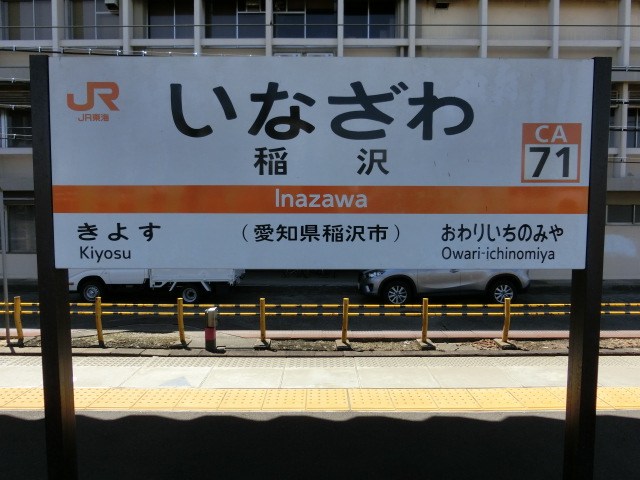 JR
JR東海
いなざわ
稲沢
CA
71
Inazawa
きよす
Kiyosu
(愛知県稲沢市)
おわりいちのみや
Owari-ichinomiya